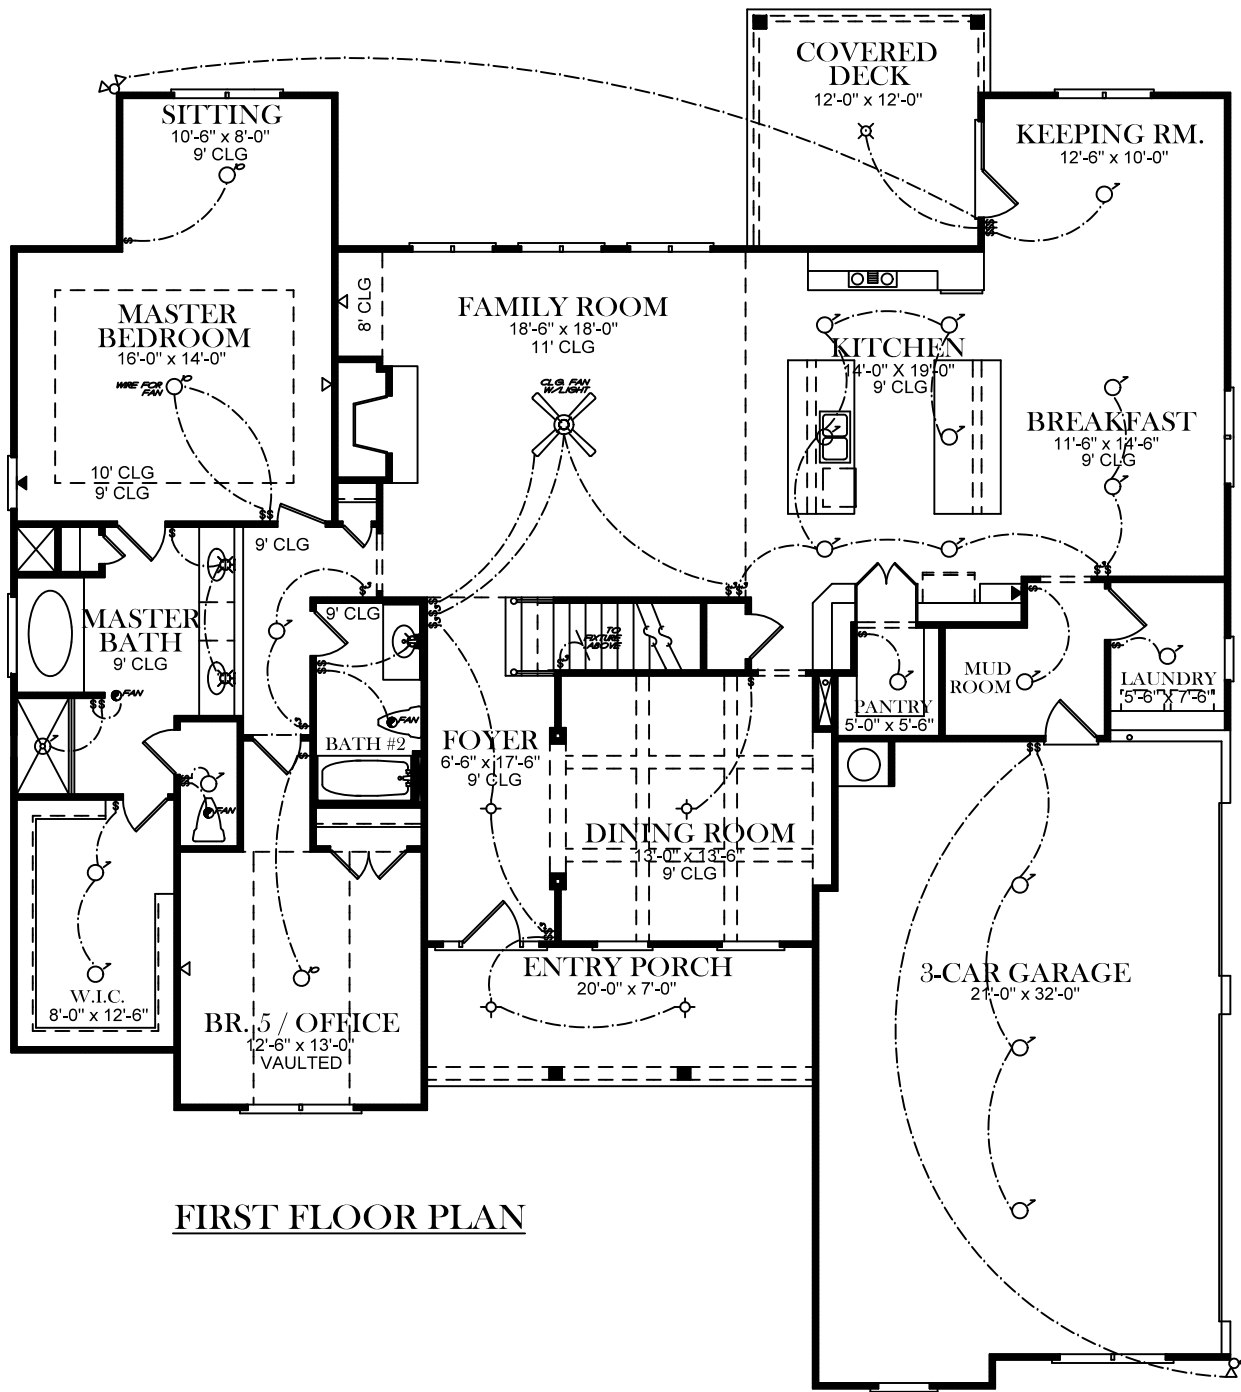 COVERED
DECK
12'-0" x 12'-0"
SITTING
10'-6" x 8'-0"
9' CLG
KEEPING RM.
12'-6" x 10'-0"
MASTER
BEDROOM
16'-0" x 14'-0"
WIRE FOR
FAN
10' CLG
9' CLG
8' CLG
FAMILY ROOM
18'-6" x 18'-0"
11' CLG
CLG. FAN
W/LIGHT
KITCHEN
14'-0" X 19'-0"
9' CLG
BREAKFAST
11'-6" x 14'-6"
9' CLG
9' CLG
9' CLG
MASTER
BATH
9' CLG
FAN
TO
FIXTURE
ABOVE
MUD
ROOM
LAUNDRY
5'-6" x 7'-6"
PANTRY
5'-0" x 5'-6"
FAN
BATH #2
FOYER
6'-6" x 17'-6"
9' CLG
FAN
DINING ROOM
13'-0" x 13'-6"
9' CLG
W.I.C.
8'-0" x 12'-6"
ENTRY PORCH
20'-0" x 7'-0"
3-CAR GARAGE
21'-0" x 32'-0"
BR. 5 / OFFICE
12'-6" x 13'-0"
VAULTED
FIRST FLOOR PLAN